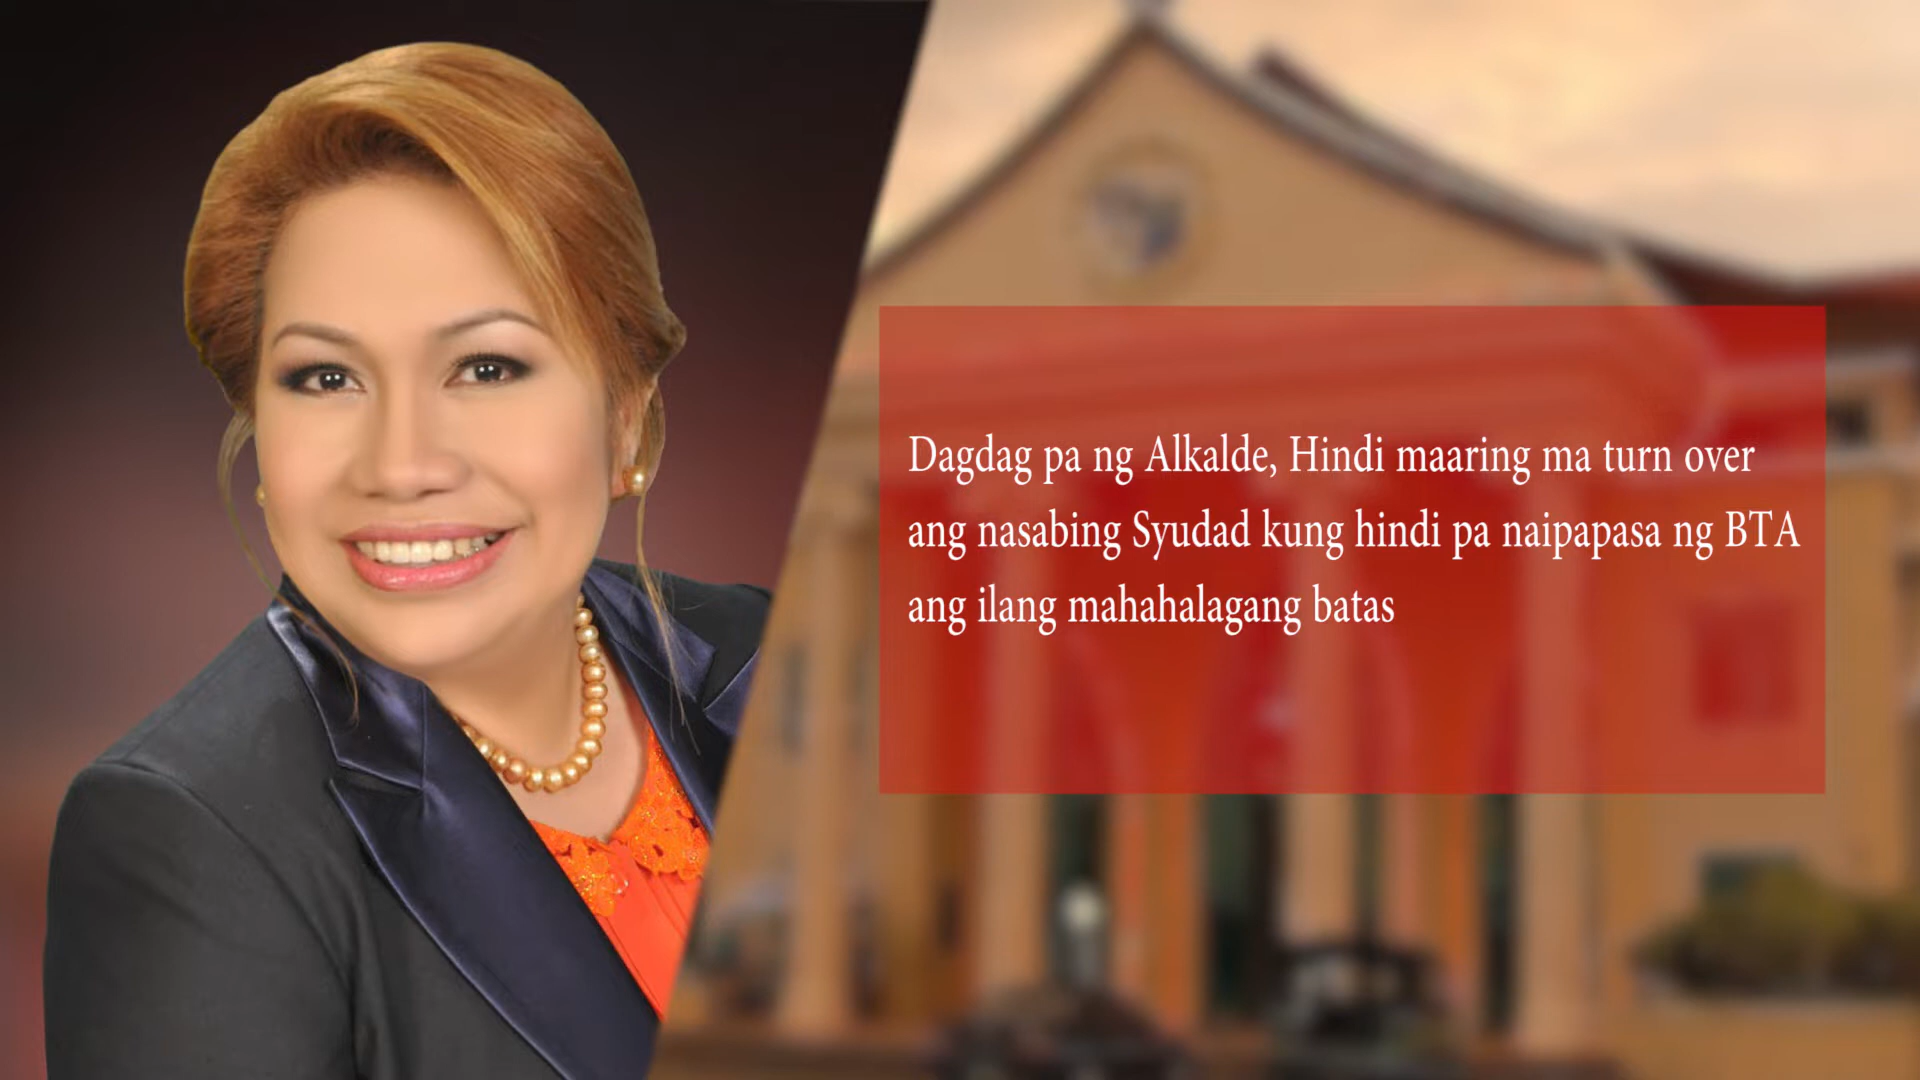 Dagdag pa ng Alkalde, Hindi maaring ma turn over
ang nasabing Syudad kung hindi pa naipapasa ng BTA
ang ilang mahahalagang batas